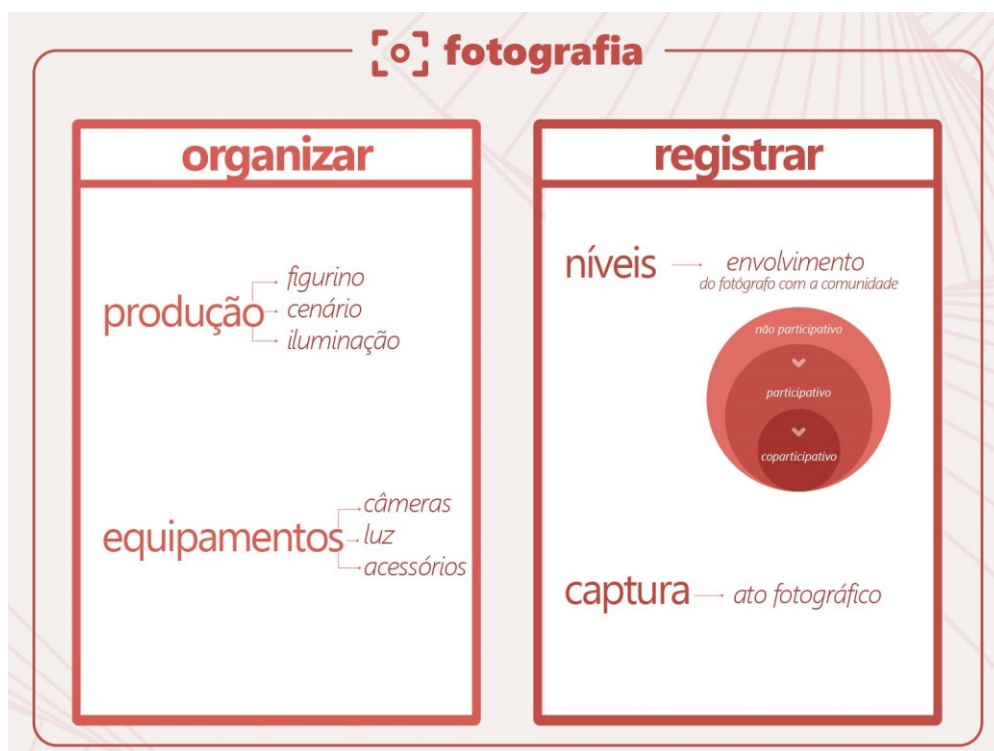 fotografia
organizar
produção
figurino
cenário
iluminação
equipamentos
câmeras
luz
acessórios
registrar
níveis
envolvimento
do fotógrafo com a comunidade
não participativo
participativo
coparticipativo
captura
ato fotográfico